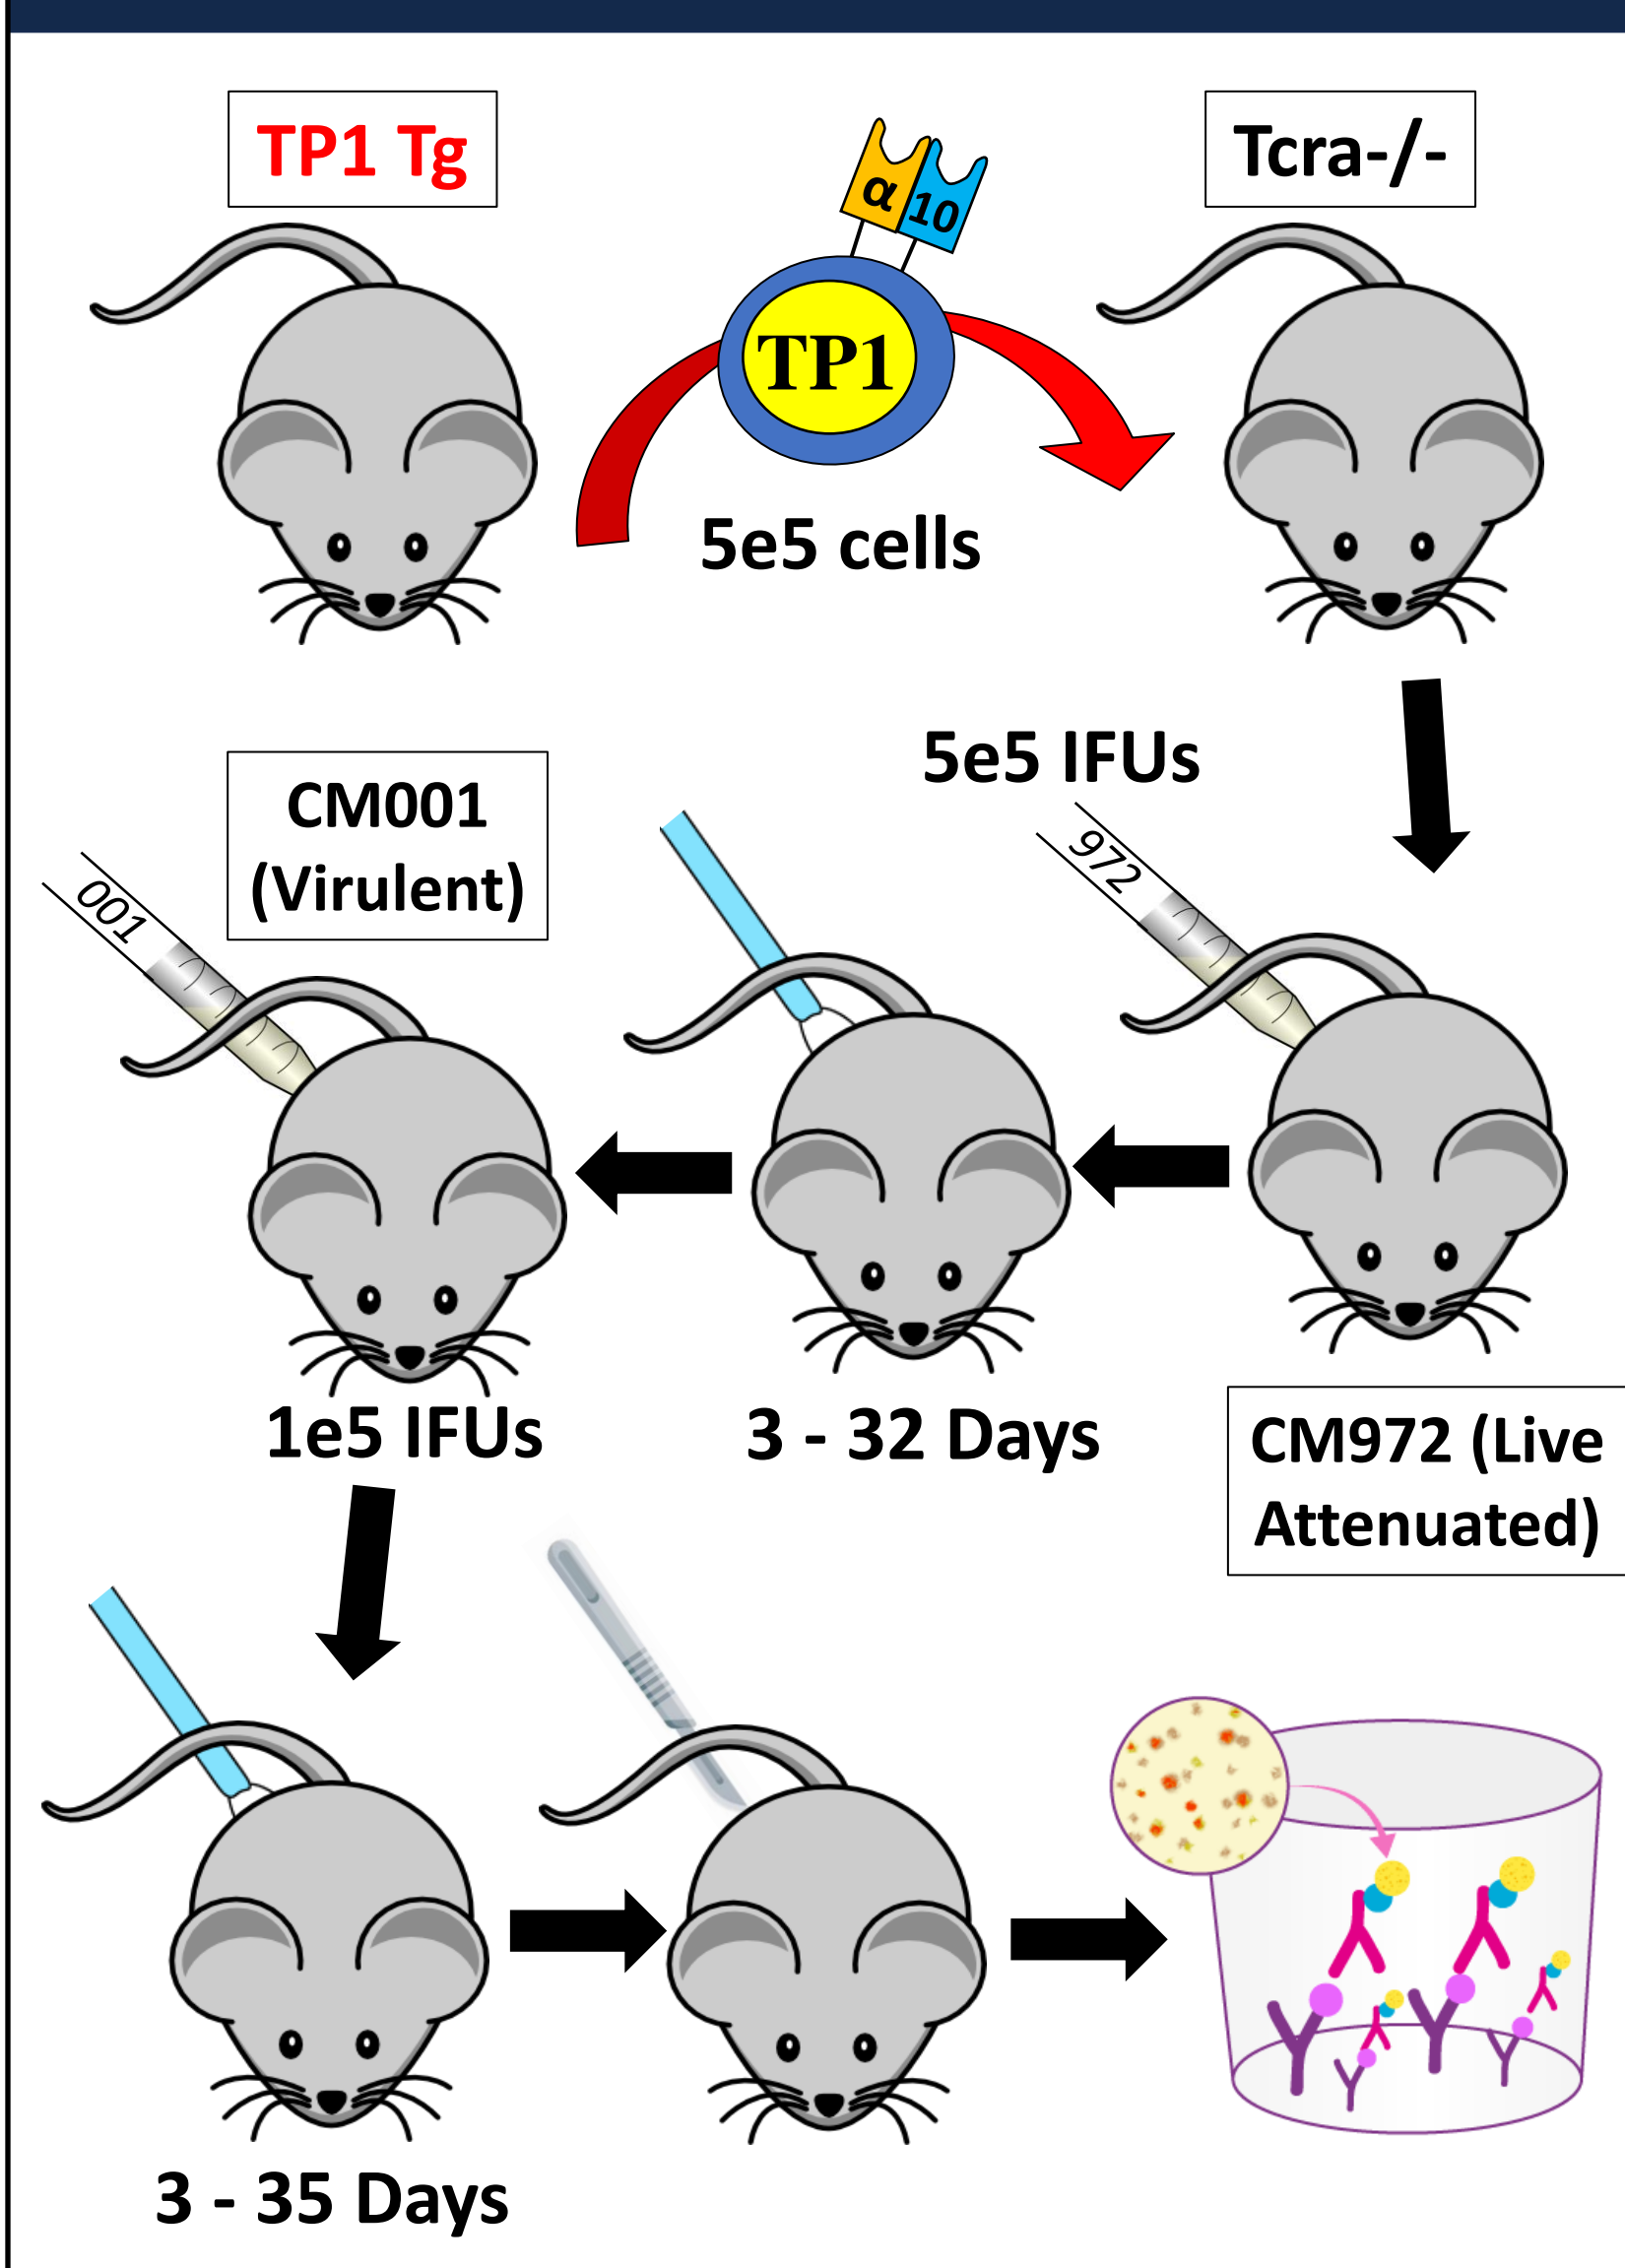 TP1 Tg
α
10
Tcra-/-
TP1
5e5 cells
5e5 IFUs
CM001
(Virulent)
972
001
1e5 IFUs
3 - 32 Days
CM972 (Live
Attenuated)
3 - 35 Days